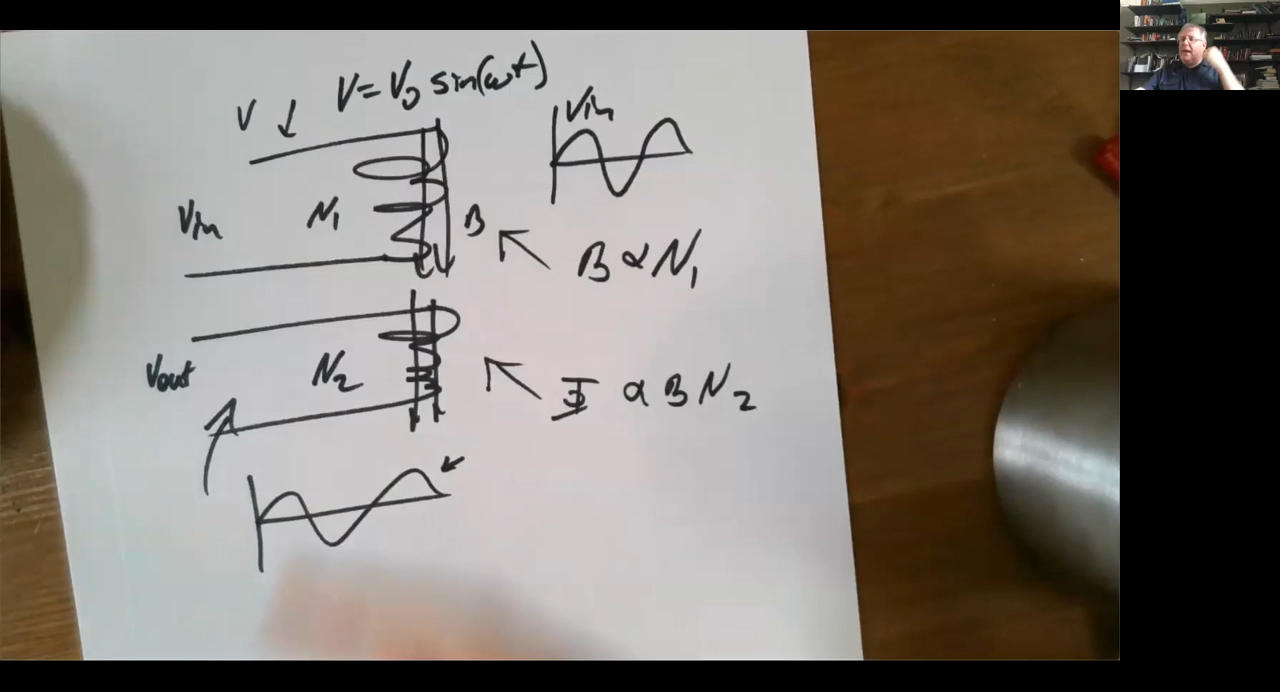 V = V₀ sin(ωt)
V
Vin
Vin
N₁
B
B ∝ N₁
Vout
N₂
Φ ∝ B N₂